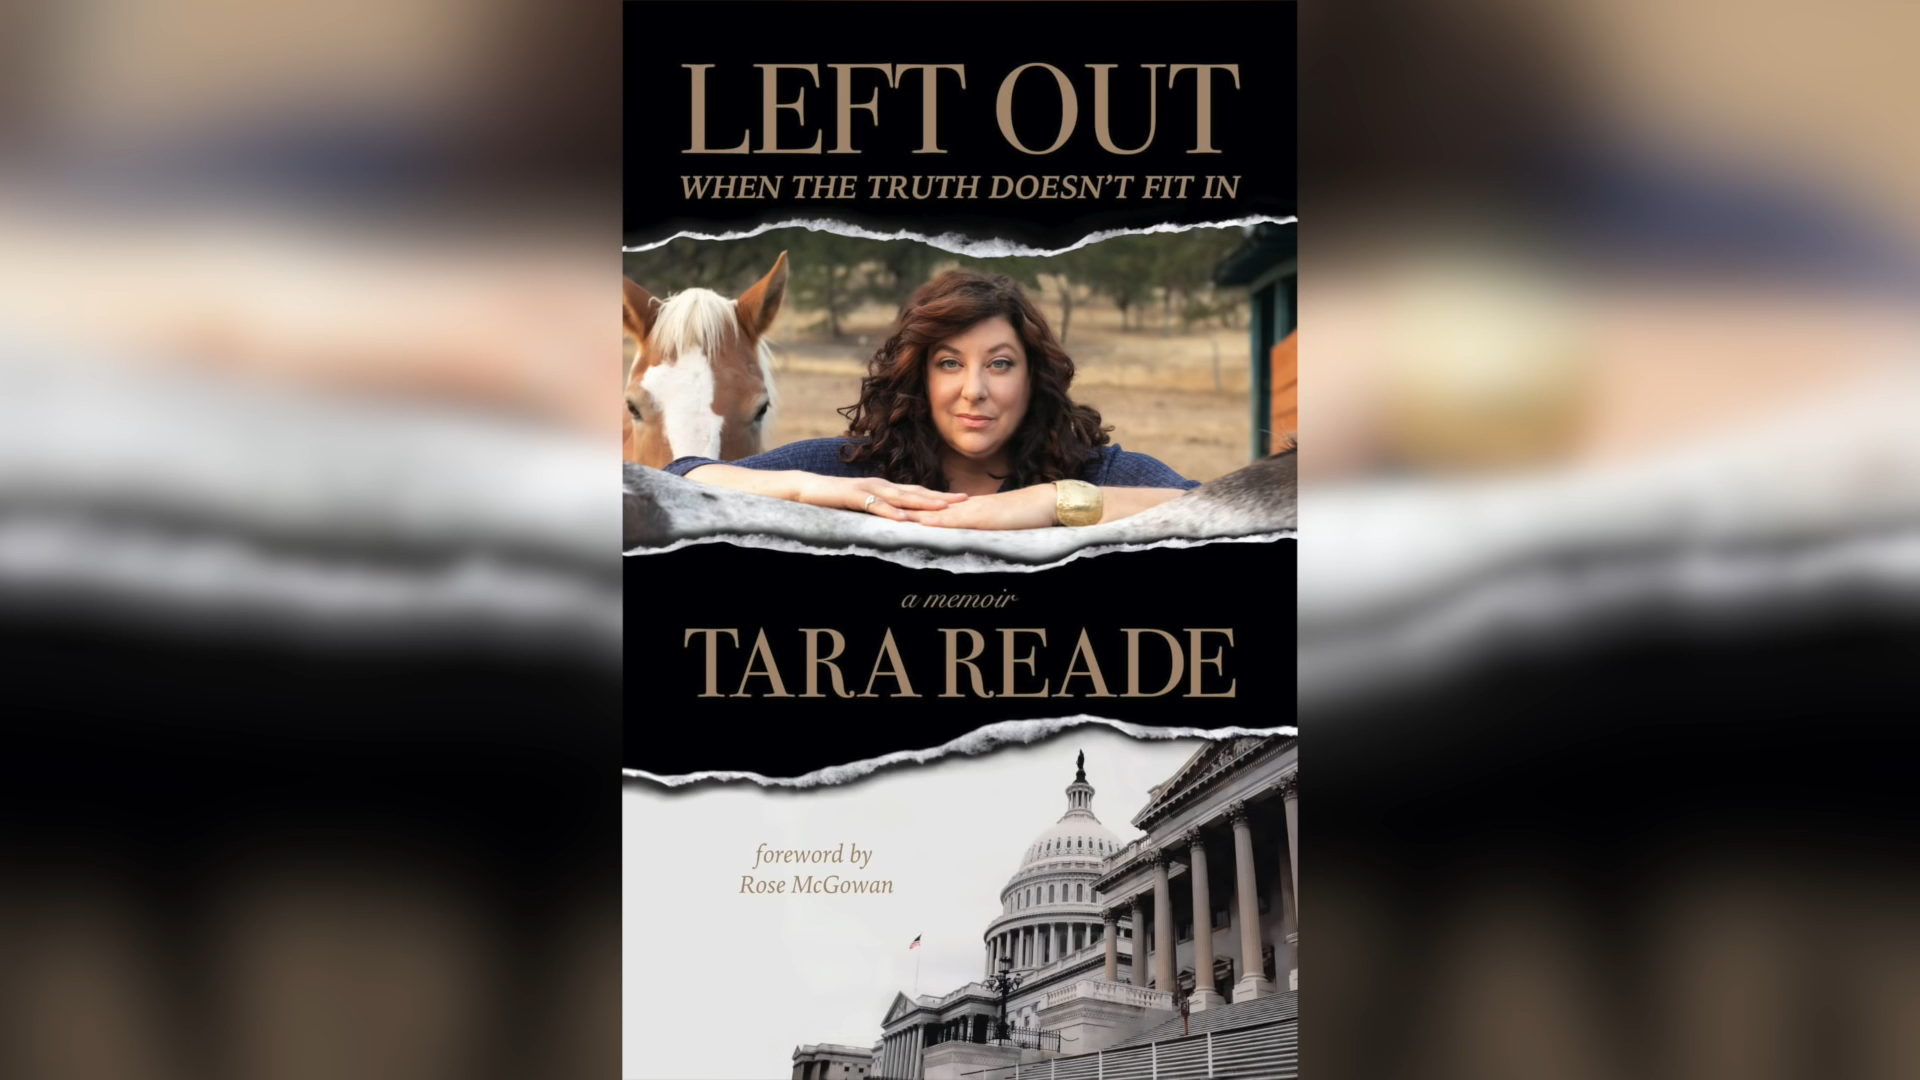 LEFT OUT
WHEN THE TRUTH DOESN'T FIT IN
a memoir
TARA READE
foreword by
Rose McGowan